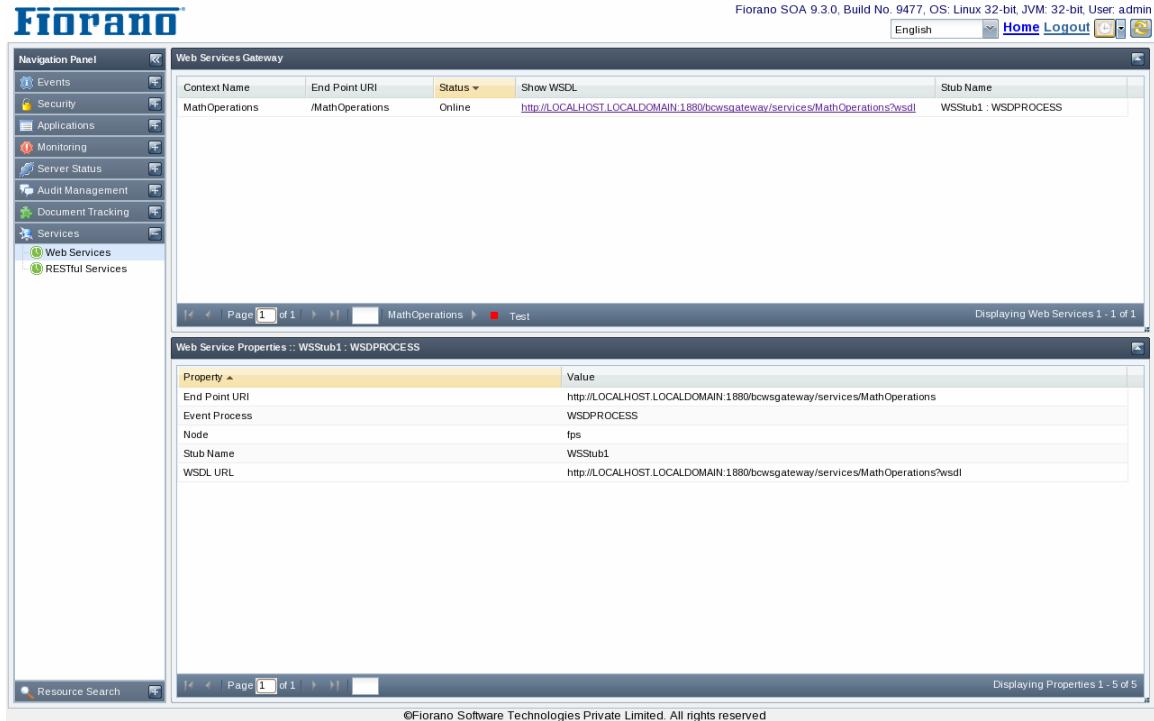 Fiorano
Fiorano SOA 9.3.0, Build No. 9477, OS: Linux 32-bit, JVM: 32-bit, User: admin
English Home Logout
Navigation Panel
Events
Security
Applications
Monitoring
Server Status
Audit Management
Document Tracking
Services
Web Services
RESTful Services
Resource Search
Web Services Gateway
Context Name End Point URI Status Show WSDL Stub Name
MathOperations /MathOperations Online http://LOCALHOST.LOCALDOMAIN:1880/bcwsgateway/services/MathOperations?wsdl WSStub1 : WSDPROCESS
Page 1 of 1 MathOperations Test Displaying Web Services 1 - 1 of 1
Web Service Properties :: WSStub1 : WSDPROCESS
Property Value
End Point URI http://LOCALHOST.LOCALDOMAIN:1880/bcwsgateway/services/MathOperations
Event Process WSDPROCESS
Node fps
Stub Name WSStub1
WSDL URL http://LOCALHOST.LOCALDOMAIN:1880/bcwsgateway/services/MathOperations?wsdl
Page 1 of 1 Displaying Properties 1 - 5 of 5
©Fiorano Software Technologies Private Limited. All rights reserved